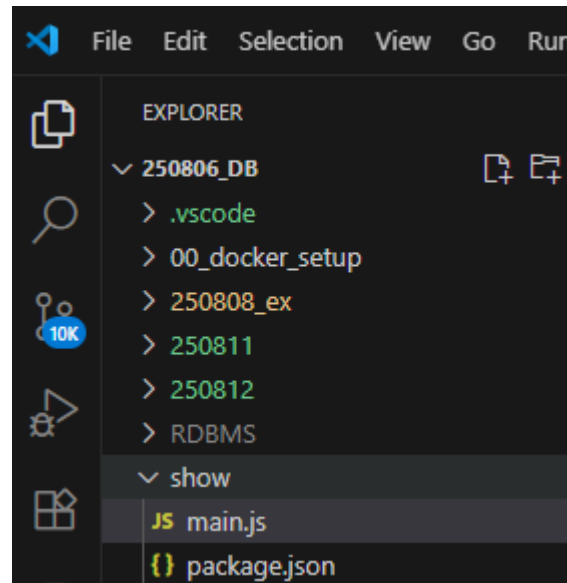 File Edit Selection View Go Run
EXPLORER
250806_DB
.vscode
00_docker_setup
250808_ex
10K
250811
250812
RDBMS
show
JS main.js
{} package.json